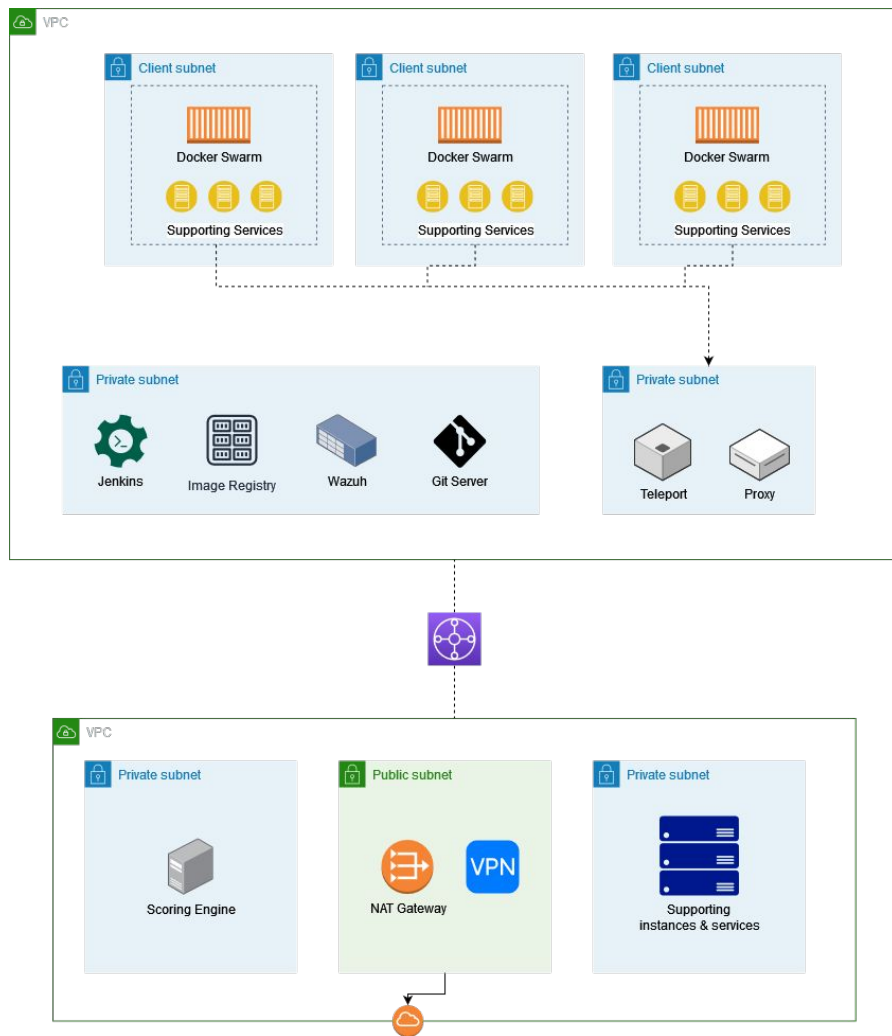 VPC
Client subnet
Client subnet
Client subnet
Docker Swarm
Docker Swarm
Docker Swarm
Supporting Services
Supporting Services
Supporting Services
Private subnet
Private subnet
Jenkins
Image Registry
Wazuh
Git Server
Teleport
Proxy
VPC
Private subnet
Public subnet
Private subnet
VPN
Scoring Engine
NAT Gateway
Supporting
instances & services